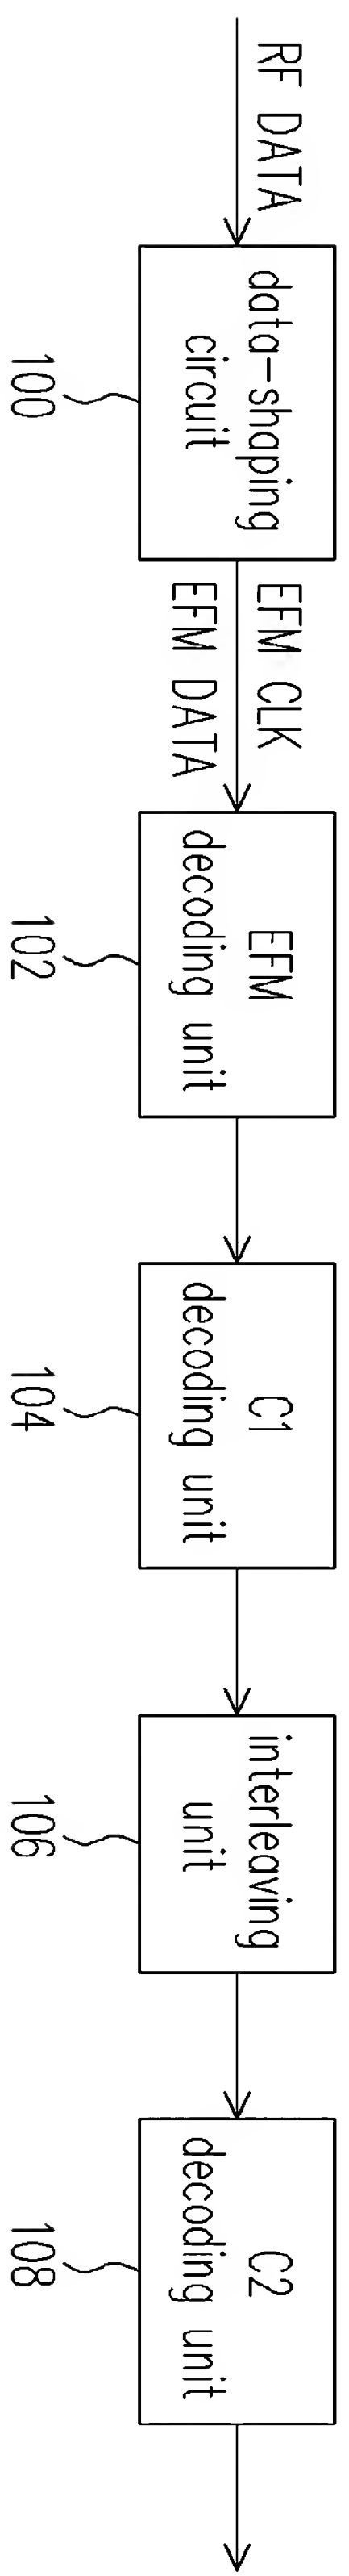 RF DATA
data-shaping
circuit
100
EFM CLK
EFM DATA
EFM
decoding unit
102
C1
decoding unit
104
interleaving
unit
106
C2
decoding unit
108